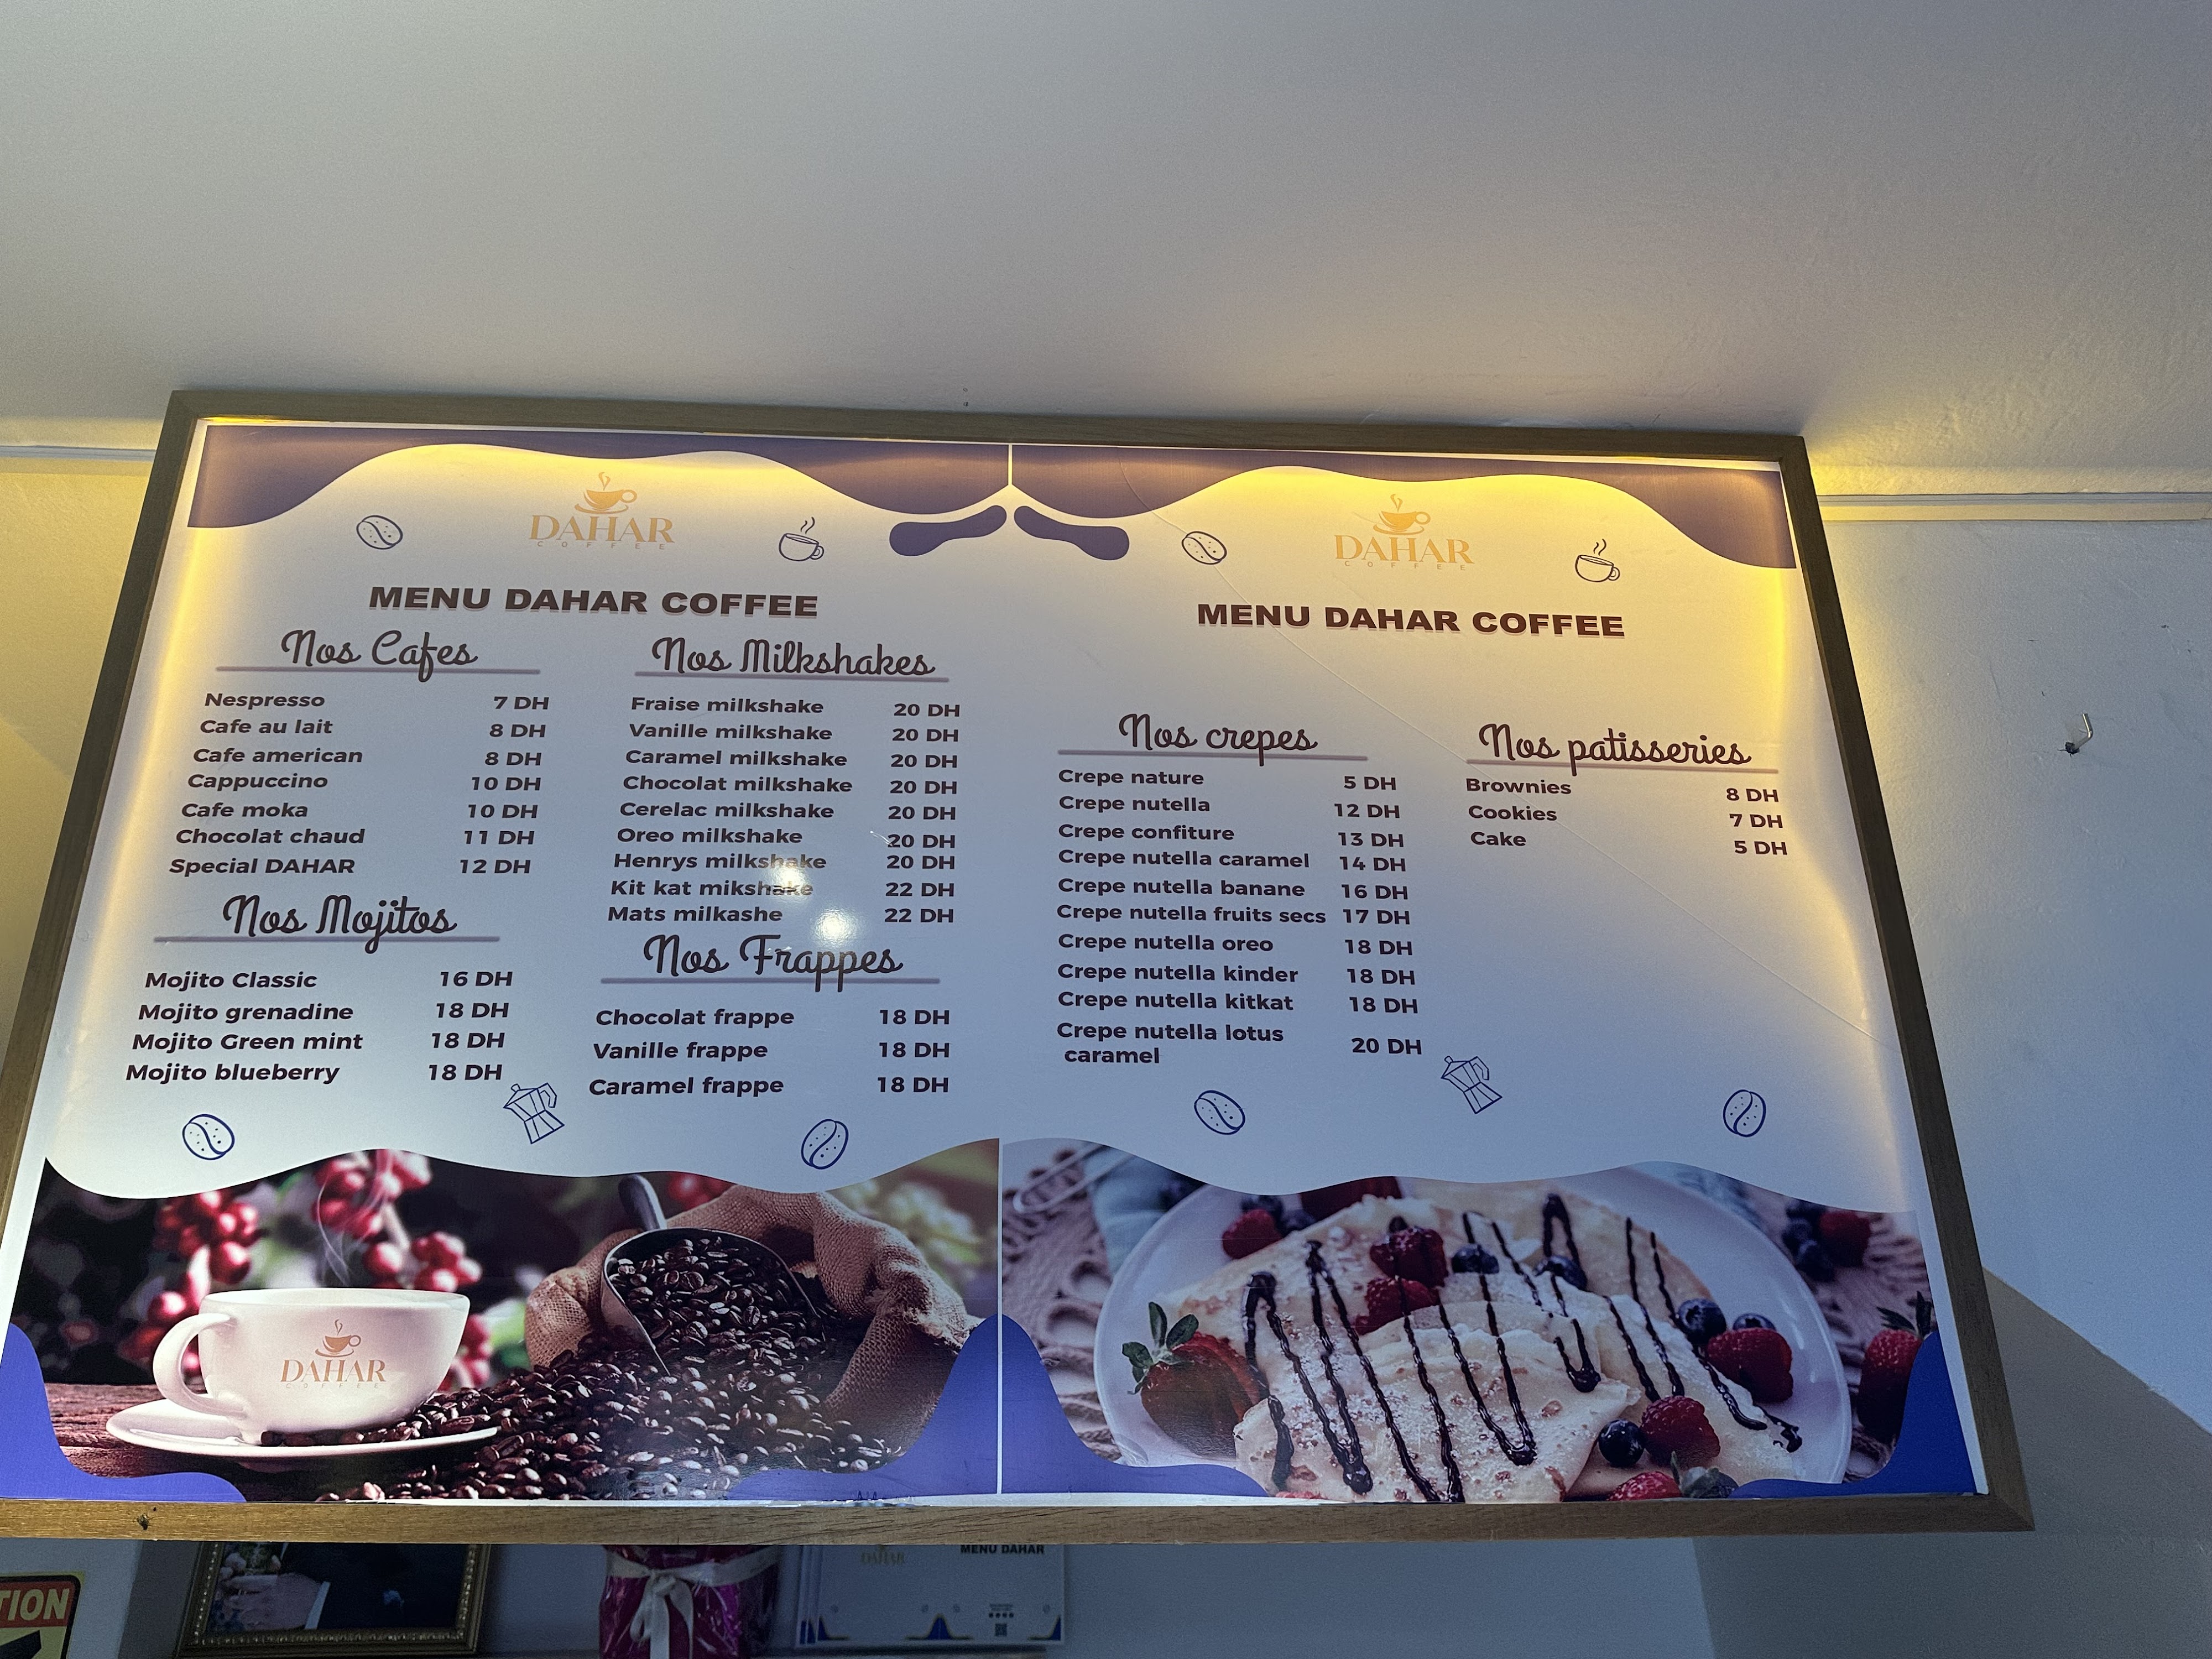 DAHAR
COFFEE
MENU DAHAR COFFEE
Nos Cafes
Nespresso 7 DH
Cafe au lait 8 DH
Cafe american 8 DH
Cappuccino 10 DH
Cafe moka 10 DH
Chocolat chaud 11 DH
Special DAHAR 12 DH
Nos Mojitos
Mojito Classic 16 DH
Mojito grenadine 18 DH
Mojito Green mint 18 DH
Mojito blueberry 18 DH
Nos Milkshakes
Fraise milkshake 20 DH
Vanille milkshake 20 DH
Caramel milkshake 20 DH
Chocolat milkshake 20 DH
Cerelac milkshake 20 DH
Oreo milkshake 20 DH
Henrys milkshake 20 DH
Kit kat mikshake 22 DH
Mats milkashe 22 DH
Nos Frappes
Chocolat frappe 18 DH
Vanille frappe 18 DH
Caramel frappe 18 DH
DAHAR
COFFEE
DAHAR
COFFEE
MENU DAHAR COFFEE
Nos crepes
Crepe nature 5 DH
Crepe nutella 12 DH
Crepe confiture 13 DH
Crepe nutella caramel 14 DH
Crepe nutella banane 16 DH
Crepe nutella fruits secs 17 DH
Crepe nutella oreo 18 DH
Crepe nutella kinder 18 DH
Crepe nutella kitkat 18 DH
Crepe nutella lotus
caramel 20 DH
Nos patisseries
Brownies 8 DH
Cookies 7 DH
Cake 5 DH
TION
DAHAR
MENU DAHAR